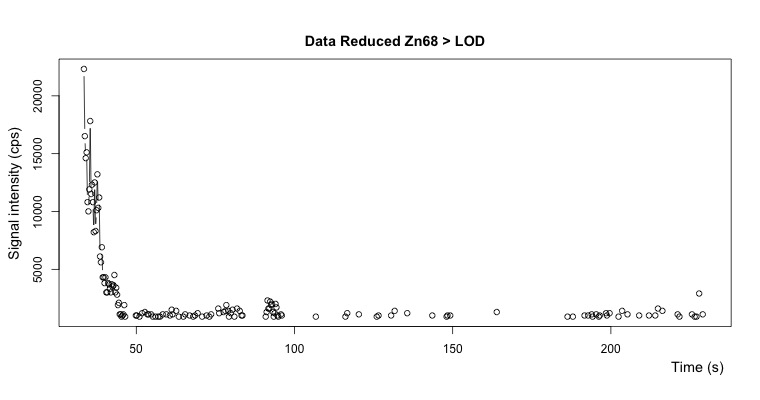 Data Reduced Zn68 > LOD
Signal intensity (cps)
20000
15000
10000
5000
50 100 150 200
Time (s)